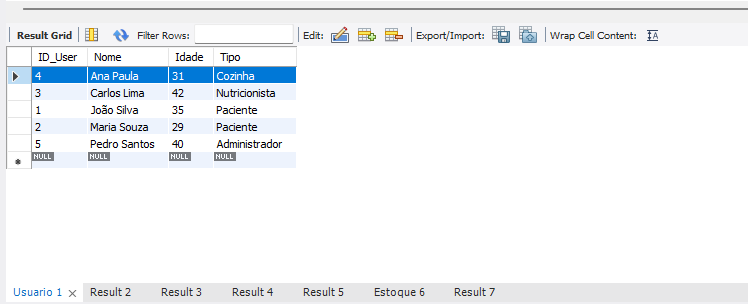 Result Grid Filter Rows: Edit: Export/Import: Wrap Cell Content:
ID_User Nome Idade Tipo
4 Ana Paula 31 Cozinha
3 Carlos Lima 42 Nutricionista
1 João Silva 35 Paciente
2 Maria Souza 29 Paciente
5 Pedro Santos 40 Administrador
NULL NULL NULL NULL
Usuario 1 Result 2 Result 3 Result 4 Result 5 Estoque 6 Result 7